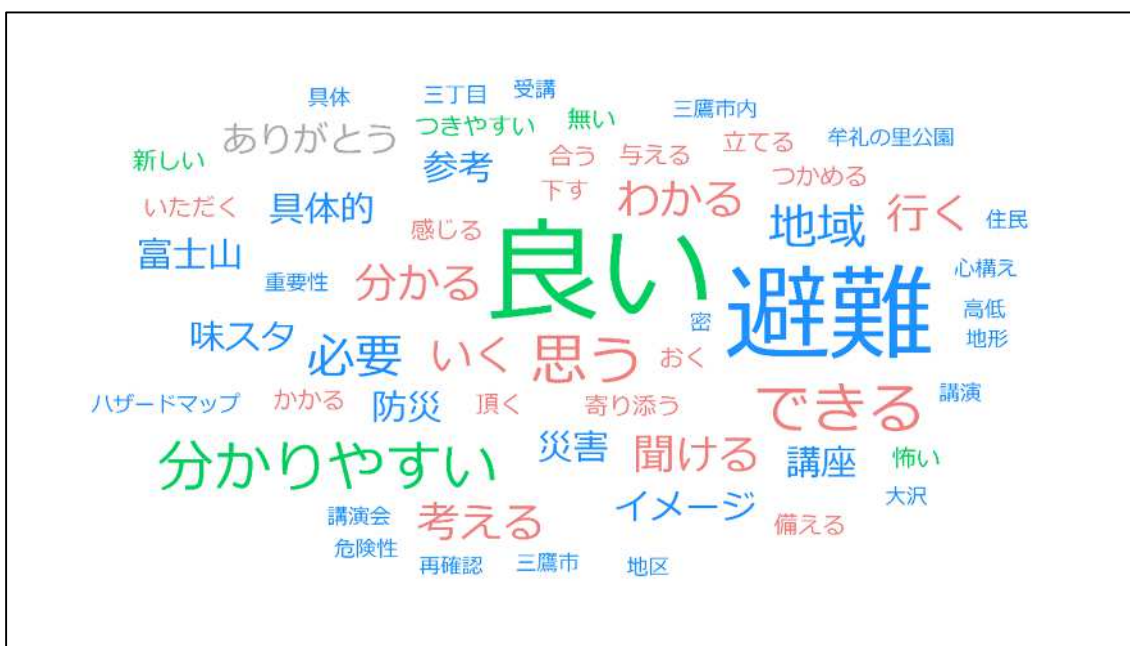 具体
三丁目
受講
三鷹市内
ありがとう
つきやすい
無い
立てる
牟礼の里公園
新しい
参考
合う
与える
つかめる
いただく
具体的
下す
わかる
地域
行く
住民
富士山
感じる
良い
心構え
重要性
分かる
避難
高低
密
地形
味スタ
必要
いく
思う
おく
ハザードマップ
かかる
防災
頂く
寄り添う
できる
講演
分かりやすい
災害
聞ける
講座
怖い
大沢
講演会
考える
イメージ
備える
危険性
再確認
三鷹市
地区